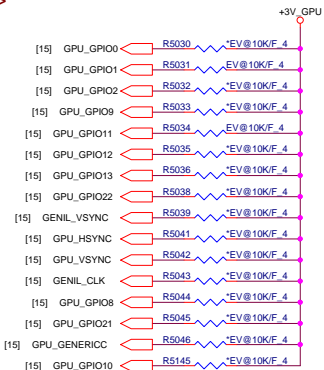 +3V_GPU
[15] GPU_GPIO0 R5030 *EV@10K/F_4
[15] GPU_GPIO1 R5031 EV@10K/F_4
[15] GPU_GPIO2 R5032 *EV@10K/F_4
[15] GPU_GPIO9 R5033 *EV@10K/F_4
[15] GPU_GPIO11 R5034 EV@10K/F_4
[15] GPU_GPIO12 R5035 *EV@10K/F_4
[15] GPU_GPIO13 R5036 *EV@10K/F_4
[15] GPU_GPIO22 R5038 *EV@10K/F_4
[15] GENIL_VSYNC R5039 *EV@10K/F_4
[15] GPU_HSYNC R5041 *EV@10K/F_4
[15] GPU_VSYNC R5042 *EV@10K/F_4
[15] GENIL_CLK R5043 *EV@10K/F_4
[15] GPU_GPIO8 R5044 *EV@10K/F_4
[15] GPU_GPIO21 R5045 *EV@10K/F_4
[15] GPU_GENERICC R5046 *EV@10K/F_4
[15] GPU_GPIO10 R5145 *EV@10K/F_4